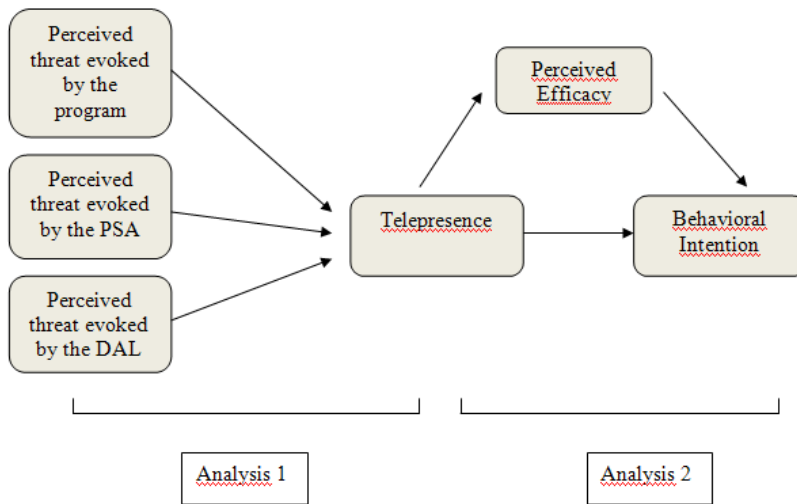 Perceived
threat evoked
by the
program
Perceived
threat evoked
by the PSA
Perceived
threat evoked
by the DAL
Telepresence
Perceived
Efficacy
Behavioral
Intention
Analysis 1
Analysis 2